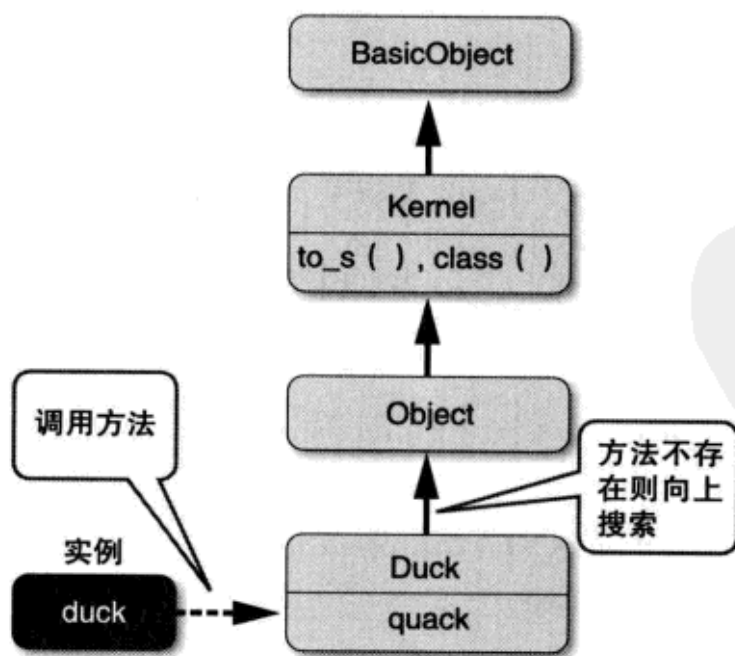 BasicObject
Kernel
to_s ( ) , class ( )
Object
调用方法
方法不存
在则向上
搜索
实例
duck
Duck
quack